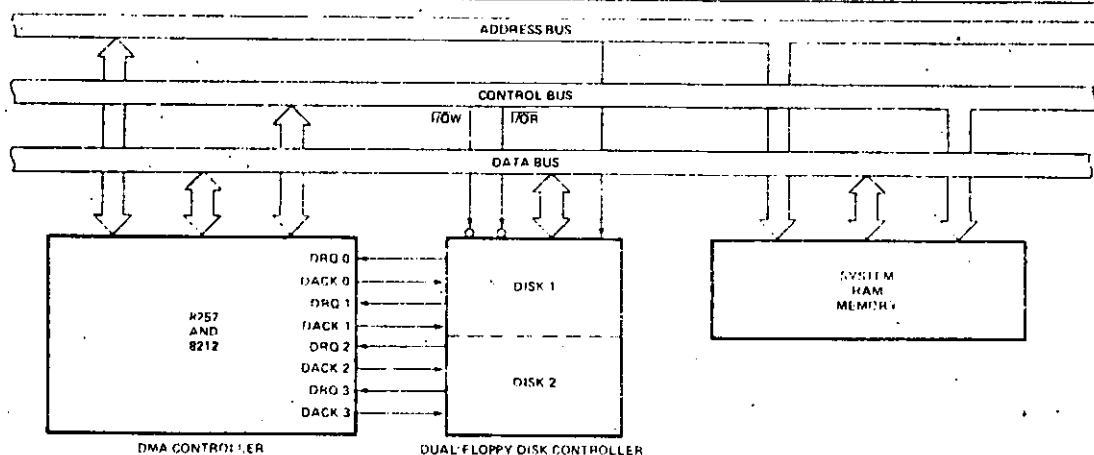 ADDRESS BUS
CONTROL BUS
I/OW I/OR
DATA BUS
DRQ 0
DACK 0
DRQ 1
DACK 1
DRQ 2
DACK 2
DRQ 3
DACK 3
8257
AND
8212
DISK 1
DISK 2
SYSTEM
RAM
MEMORY
DMA CONTROLLER
DUAL-FLOPPY DISK CONTROLLER